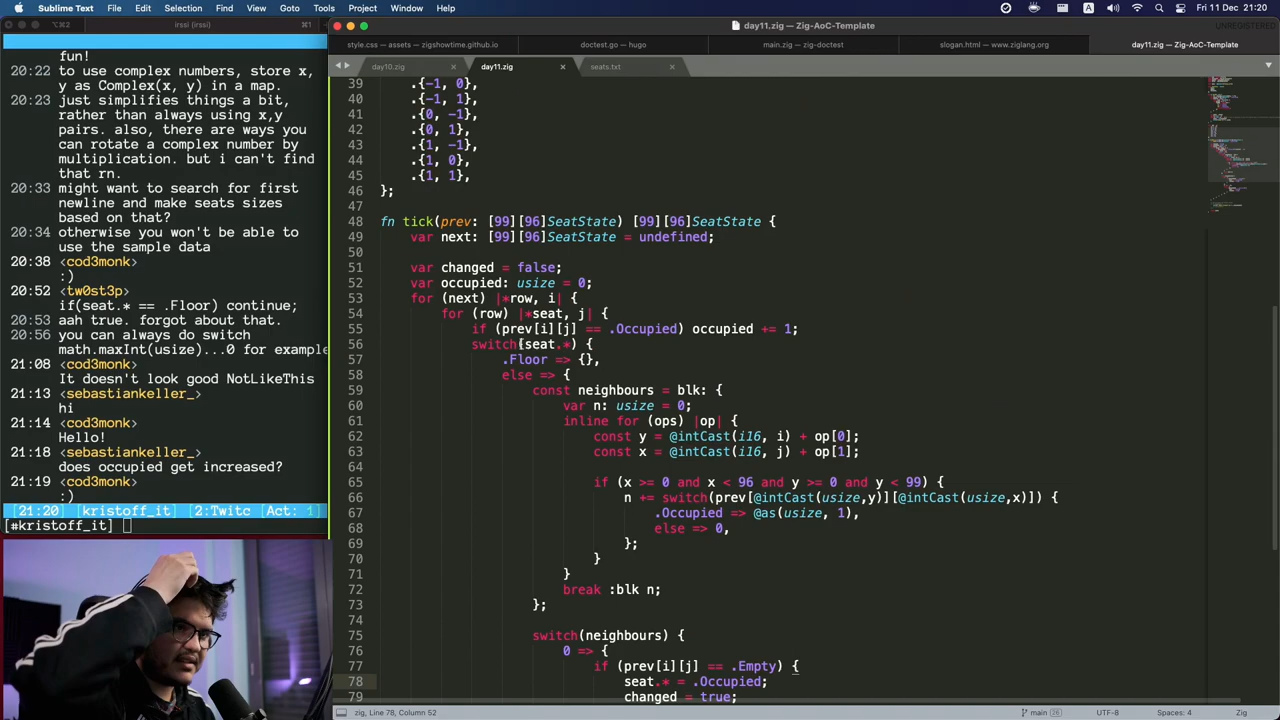 Sublime Text File Edit Selection Find View Goto Tools Project Window Help
Fri 11 Dec 21:20
⌥⌘2 irssi (irssi) ⌘1
day11.zig — Zig-AoC-Template
UNREGISTERED
style.css — assets — zigshowtime.github.io
doctest.go — hugo
main.zig — zig-doctest
slogan.html — www.ziglang.org
day11.zig — Zig-AoC-Template
day10.zig
day11.zig
seats.txt
fun!
20:22 to use complex numbers, store x,
y as Complex(x, y) in a map.
20:23 just simplifies things a bit,
rather than always using x,y
pairs. also, there are ways you
can rotate a complex number by
multiplication. but i can't find
that rn.
20:33 might want to search for first
newline and make seats sizes
based on that?
20:34 otherwise you won't be able to
use the sample data
20:38 <cod3monk>
:)
20:52 <tw0st3p>
if(seat.* == .Floor) continue;
20:53 aah true. forgot about that.
20:56 you can always do switch
math.maxInt(usize)...0 for example
21:08 <cod3monk>
It doesn't look good NotLikeThis
21:13 <sebastiankeller_>
hi
21:14 <cod3monk>
Hello!
21:18 <sebastiankeller_>
does occupied get increased?
21:19 <cod3monk>
:)
[21:20] [kristoff_it] [2:Twitc [Act: 1]
[#kristoff_it]
39 .{-1, 0},
40 .{-1, 1},
41 .{0, -1},
42 .{0, 1},
43 .{1, -1},
44 .{1, 0},
45 .{1, 1},
46 };
47
48 fn tick(prev: [99][96]SeatState) [99][96]SeatState {
49 var next: [99][96]SeatState = undefined;
50
51 var changed = false;
52 var occupied: usize = 0;
53 for (next) |*row, i| {
54 for (row) |*seat, j| {
55 if (prev[i][j] == .Occupied) occupied += 1;
56 switch(seat.*) {
57 .Floor => {},
58 else => {
59 const neighbours = blk: {
60 var n: usize = 0;
61 inline for (ops) |op| {
62 const y = @intCast(i16, i) + op[0];
63 const x = @intCast(i16, j) + op[1];
64
65 if (x >= 0 and x < 96 and y >= 0 and y < 99) {
66 n += switch(prev[@intCast(usize,y)][@intCast(usize,x)]) {
67 .Occupied => @as(usize, 1),
68 else => 0,
69 };
70 }
71 }
72 break :blk n;
73 };
74
75 switch(neighbours) {
76 0 => {
77 if (prev[i][j] == .Empty) {
78 seat.* = .Occupied;
79 changed = true;
zig, Line 78, Column 52
main 26
UTF-8
Spaces: 4
Zig